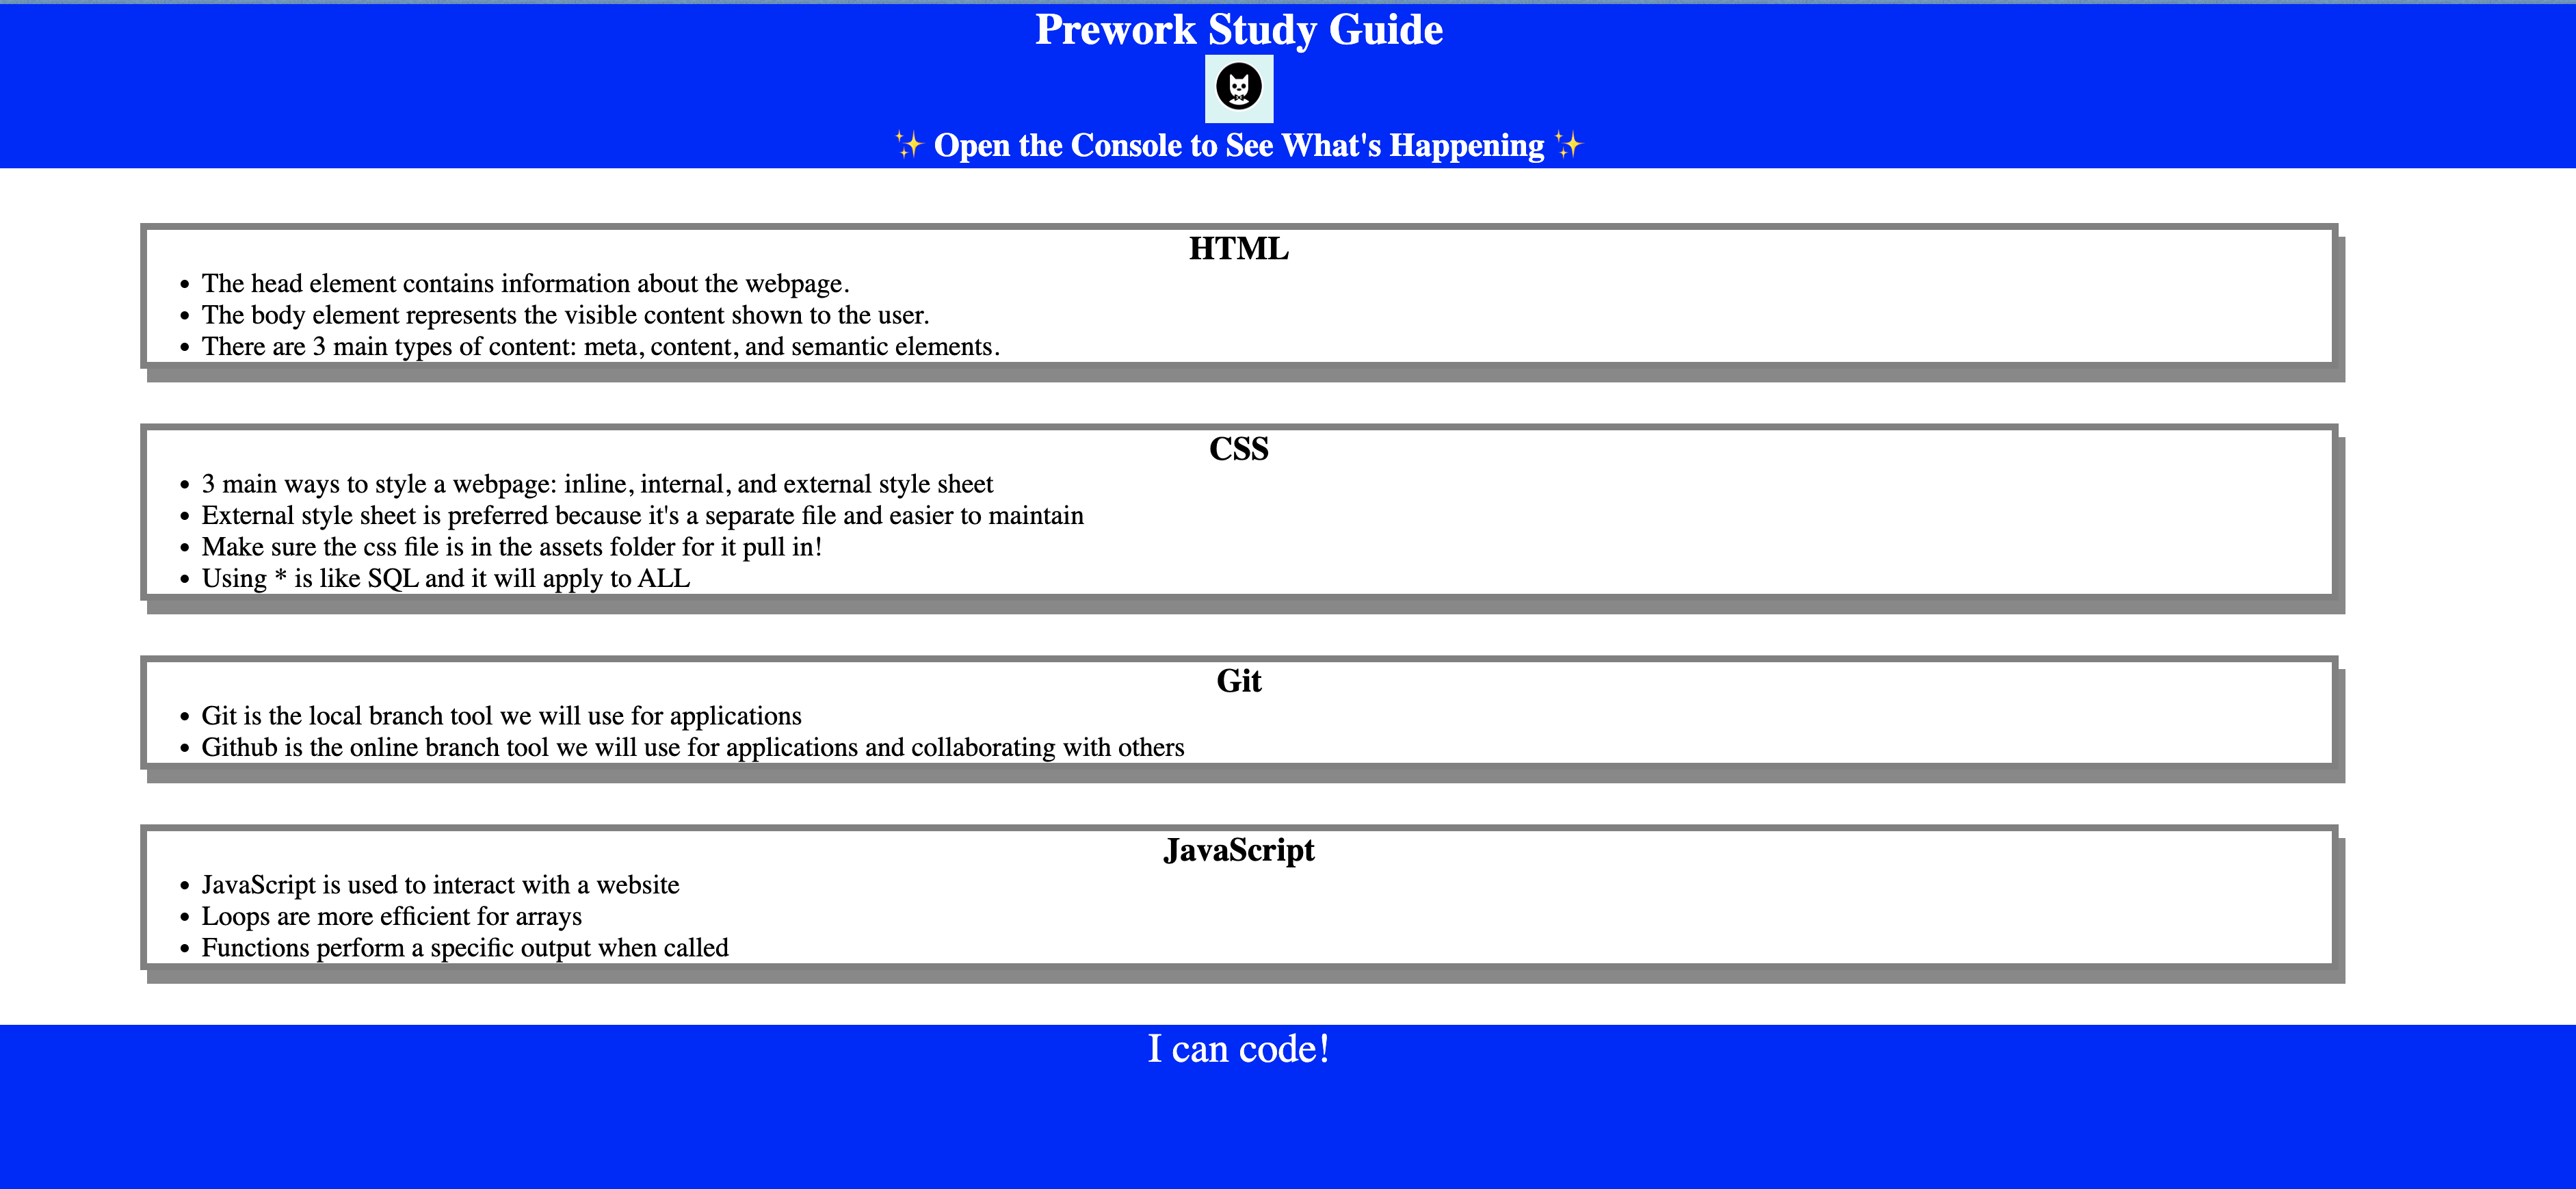 Prework Study Guide
✨ Open the Console to See What's Happening ✨
HTML
• The head element contains information about the webpage.
• The body element represents the visible content shown to the user.
• There are 3 main types of content: meta, content, and semantic elements.
CSS
• 3 main ways to style a webpage: inline, internal, and external style sheet
• External style sheet is preferred because it's a separate file and easier to maintain
• Make sure the css file is in the assets folder for it pull in!
• Using * is like SQL and it will apply to ALL
Git
• Git is the local branch tool we will use for applications
• Github is the online branch tool we will use for applications and collaborating with others
JavaScript
• JavaScript is used to interact with a website
• Loops are more efficient for arrays
• Functions perform a specific output when called
I can code!